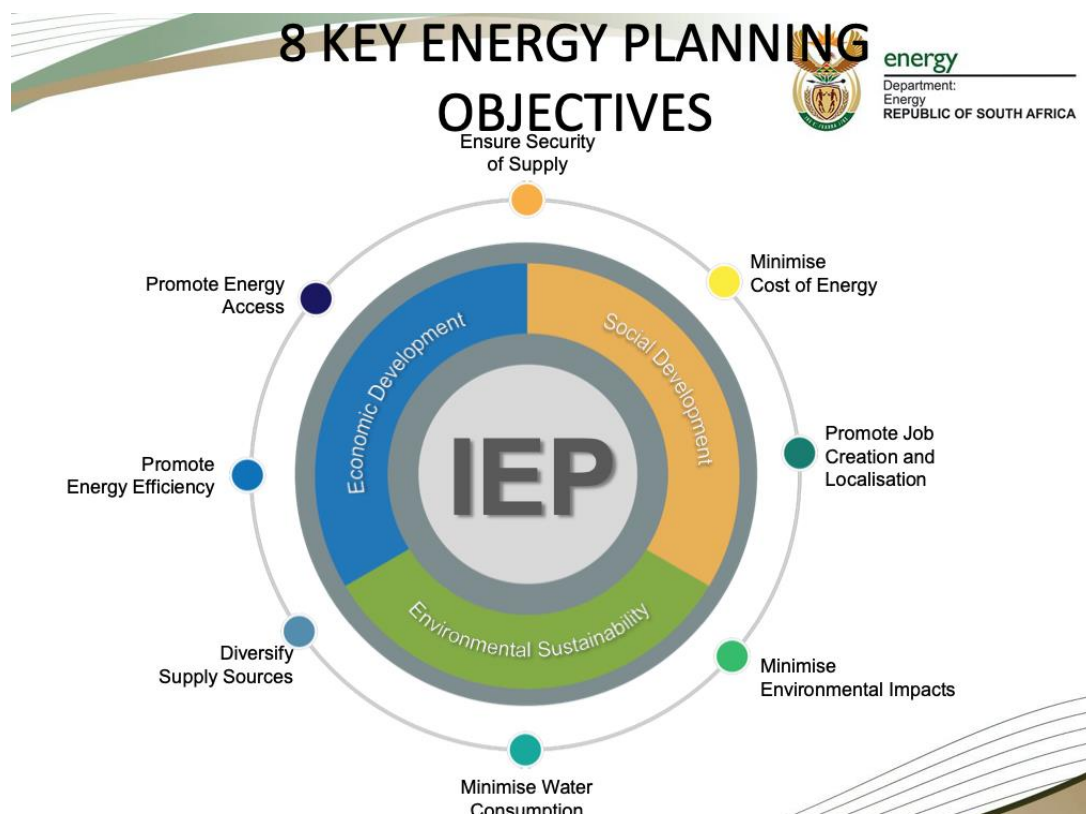 8 KEY ENERGY PLANNING
OBJECTIVES
energy
Department:
Energy
REPUBLIC OF SOUTH AFRICA
Ensure Security
of Supply
Minimise
Cost of Energy
Promote Job
Creation and
Localisation
Minimise
Environmental Impacts
Minimise Water
Consumption
Diversify
Supply Sources
Promote
Energy Efficiency
Promote Energy
Access
Economic Development
Social Development
Environmental Sustainability
IEP